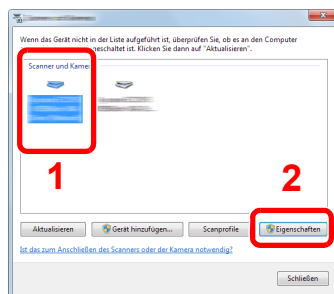 Wenn das Gerät nicht in der Liste aufgeführt ist, überprüfen Sie, ob es an den Computer
geschaltet ist. Klicken Sie dann auf "Aktualisieren".
Scanner und Kame
1
2
Aktualisieren
Gerät hinzufügen...
Scanprofile
Eigenschaften
Ist das zum Anschließen des Scanners oder der Kamera notwendig?
Schließen